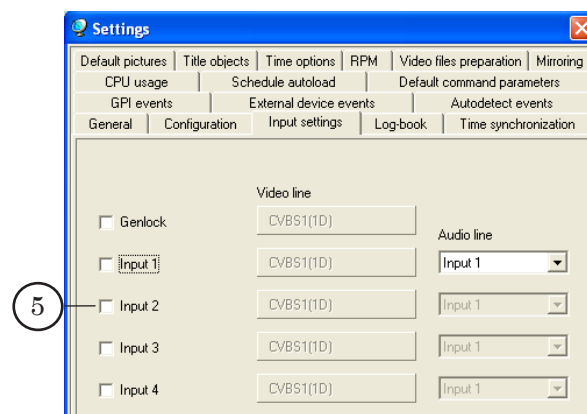 Settings
Default pictures Title objects Time options RPM Video files preparation Mirroring
CPU usage Schedule autoload Default command parameters
GPI events External device events Autodetect events
General Configuration Input settings Log-book Time synchronization
Video line
Genlock CVBS1(1D)
Audio line
Input 1 CVBS1(1D) Input 1
5 Input 2 CVBS1(1D) Input 1
Input 3 CVBS1(1D) Input 1
Input 4 CVBS1(1D) Input 1